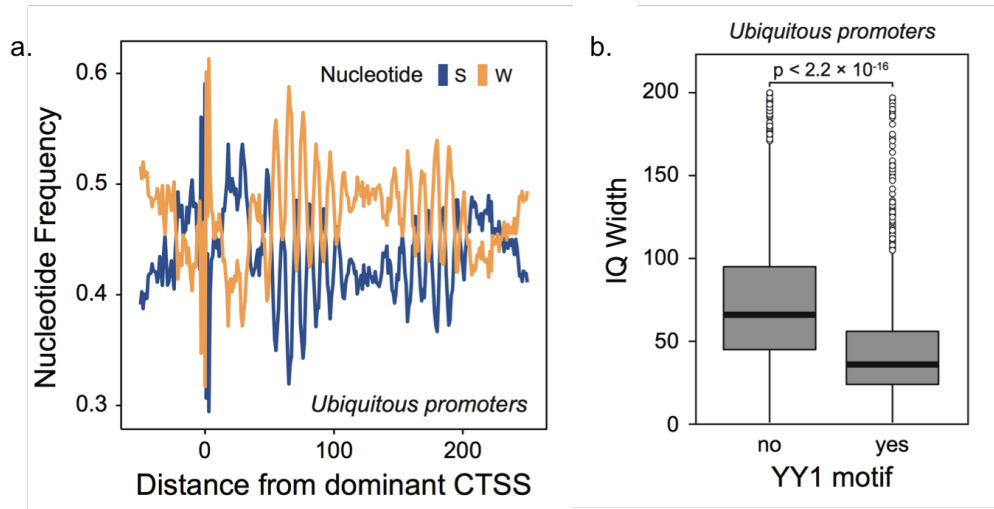 a.
Nucleotide Frequency
0.6
0.5
0.4
0.3
Nucleotide S W
Ubiquitous promoters
0 100 200
Distance from dominant CTSS
b.
Ubiquitous promoters
p < 2.2 × 10⁻¹⁶
IQ Width
200
150
100
50
0
no yes
YY1 motif